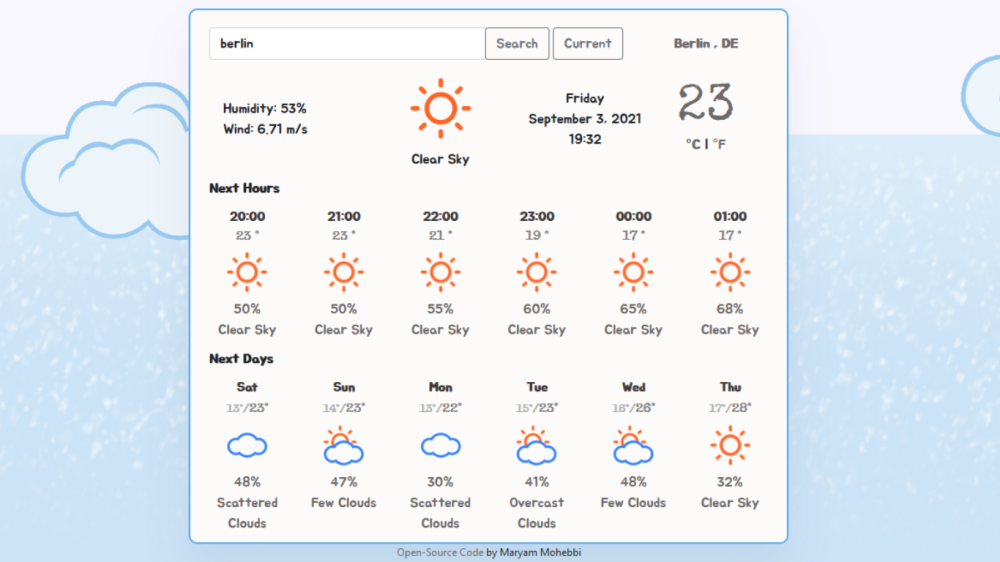 berlin Search Current Berlin , DE
Humidity: 53%
Wind: 6.71 m/s
Clear Sky
Friday
September 3, 2021
19:32
23
°C | °F
Next Hours
20:00 21:00 22:00 23:00 00:00 01:00
23 ° 23 ° 21 ° 19 ° 17 ° 17 °
50% 50% 55% 60% 65% 68%
Clear Sky Clear Sky Clear Sky Clear Sky Clear Sky Clear Sky
Next Days
Sat Sun Mon Tue Wed Thu
13°/23° 14°/23° 13°/22° 15°/23° 16°/26° 17°/28°
48% 47% 30% 41% 48% 32%
Scattered Few Clouds Scattered Overcast Few Clouds Clear Sky
Clouds Clouds Clouds
Open-Source Code by Maryam Mohebbi